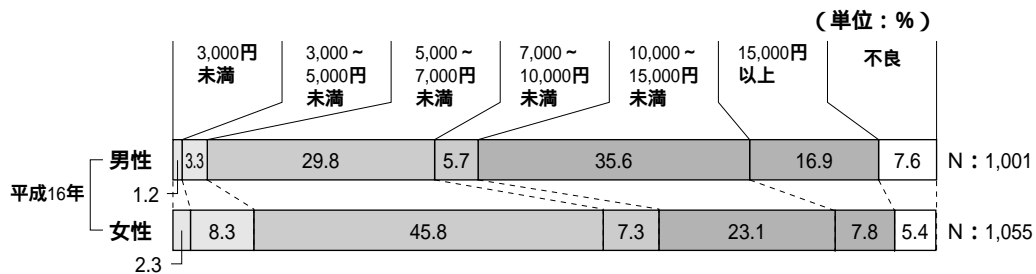 （単位：%）
3,000円
未満
3,000～
5,000円
未満
5,000～
7,000円
未満
7,000～
10,000円
未満
10,000～
15,000円
未満
15,000円
以上
不良
平成16年
男性
1.2
3.3
29.8
5.7
35.6
16.9
7.6
N：1,001
女性
2.3
8.3
45.8
7.3
23.1
7.8
5.4
N：1,055